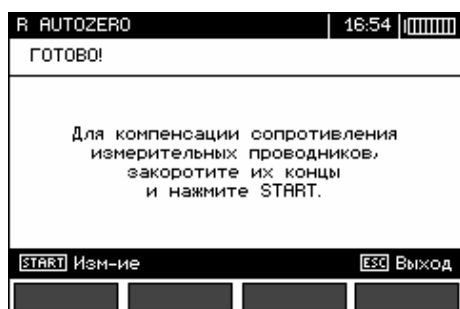 R AUTOZERO 16:54
ГОТОВО!
Для компенсации сопротивления
измерительных проводников,
закоротите их концы
и нажмите START.
START Изм-ие ESC Выход